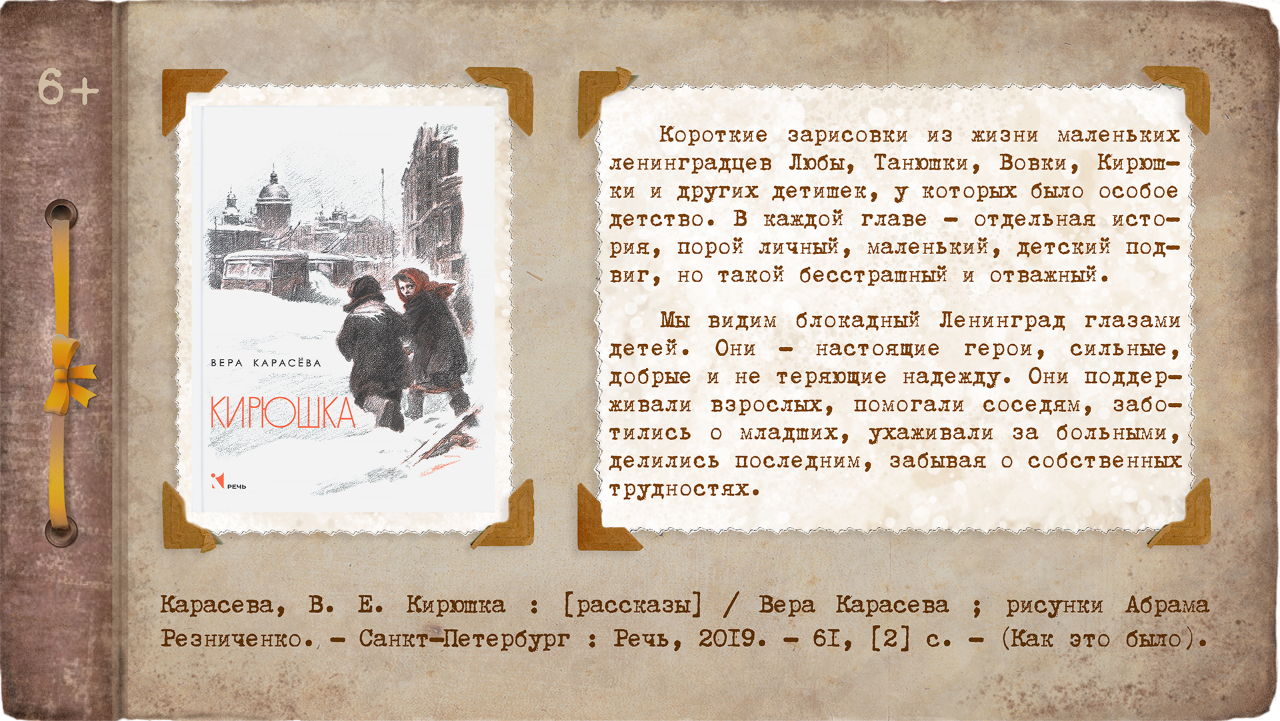 6+
ВЕРА КАРАСЁВА
КИРЮШКА
РЕЧЬ
Короткие зарисовки из жизни маленьких
ленинградцев Любы, Танюшки, Вовки, Кирюш-
ки и других детишек, у которых было особое
детство. В каждой главе – отдельная исто-
рия, порой личный, маленький, детский под-
виг, но такой бесстрашный и отважный.
Мы видим блокадный Ленинград глазами
детей. Они – настоящие герои, сильные,
добрые и не теряющие надежду. Они поддер-
живали взрослых, помогали соседям, забо-
тились о младших, ухаживали за больными,
делились последним, забывая о собственных
трудностях.
Карасева, В. Е. Кирюшка : [рассказы] / Вера Карасева ; рисунки Абрама
Резниченко. – Санкт-Петербург : Речь, 2019. – 61, [2] с. – (Как это было).